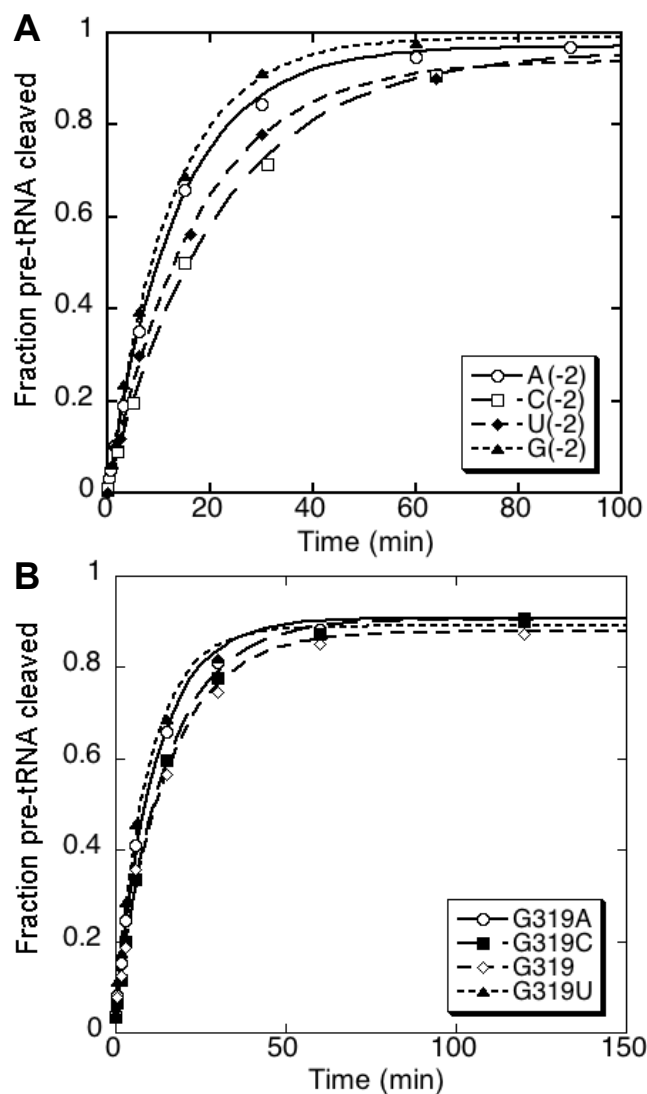 A
Fraction pre-tRNA cleaved
1
0.8
0.6
0.4
0.2
0
0 20 40 60 80 100
Time (min)
A(-2)
C(-2)
U(-2)
G(-2)
B
Fraction pre-tRNA cleaved
1
0.8
0.6
0.4
0.2
0
0 50 100 150
Time (min)
G319A
G319C
G319
G319U